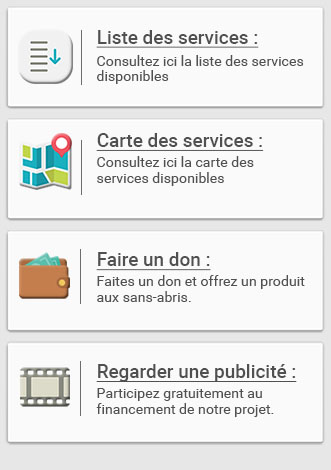 Liste des services :
Consultez ici la liste des services
disponibles
Carte des services :
Consultez ici la carte des
services disponibles
Faire un don :
Faites un don et offrez un produit
aux sans-abris.
Regarder une publicité :
Participez gratuitement au
financement de notre projet.